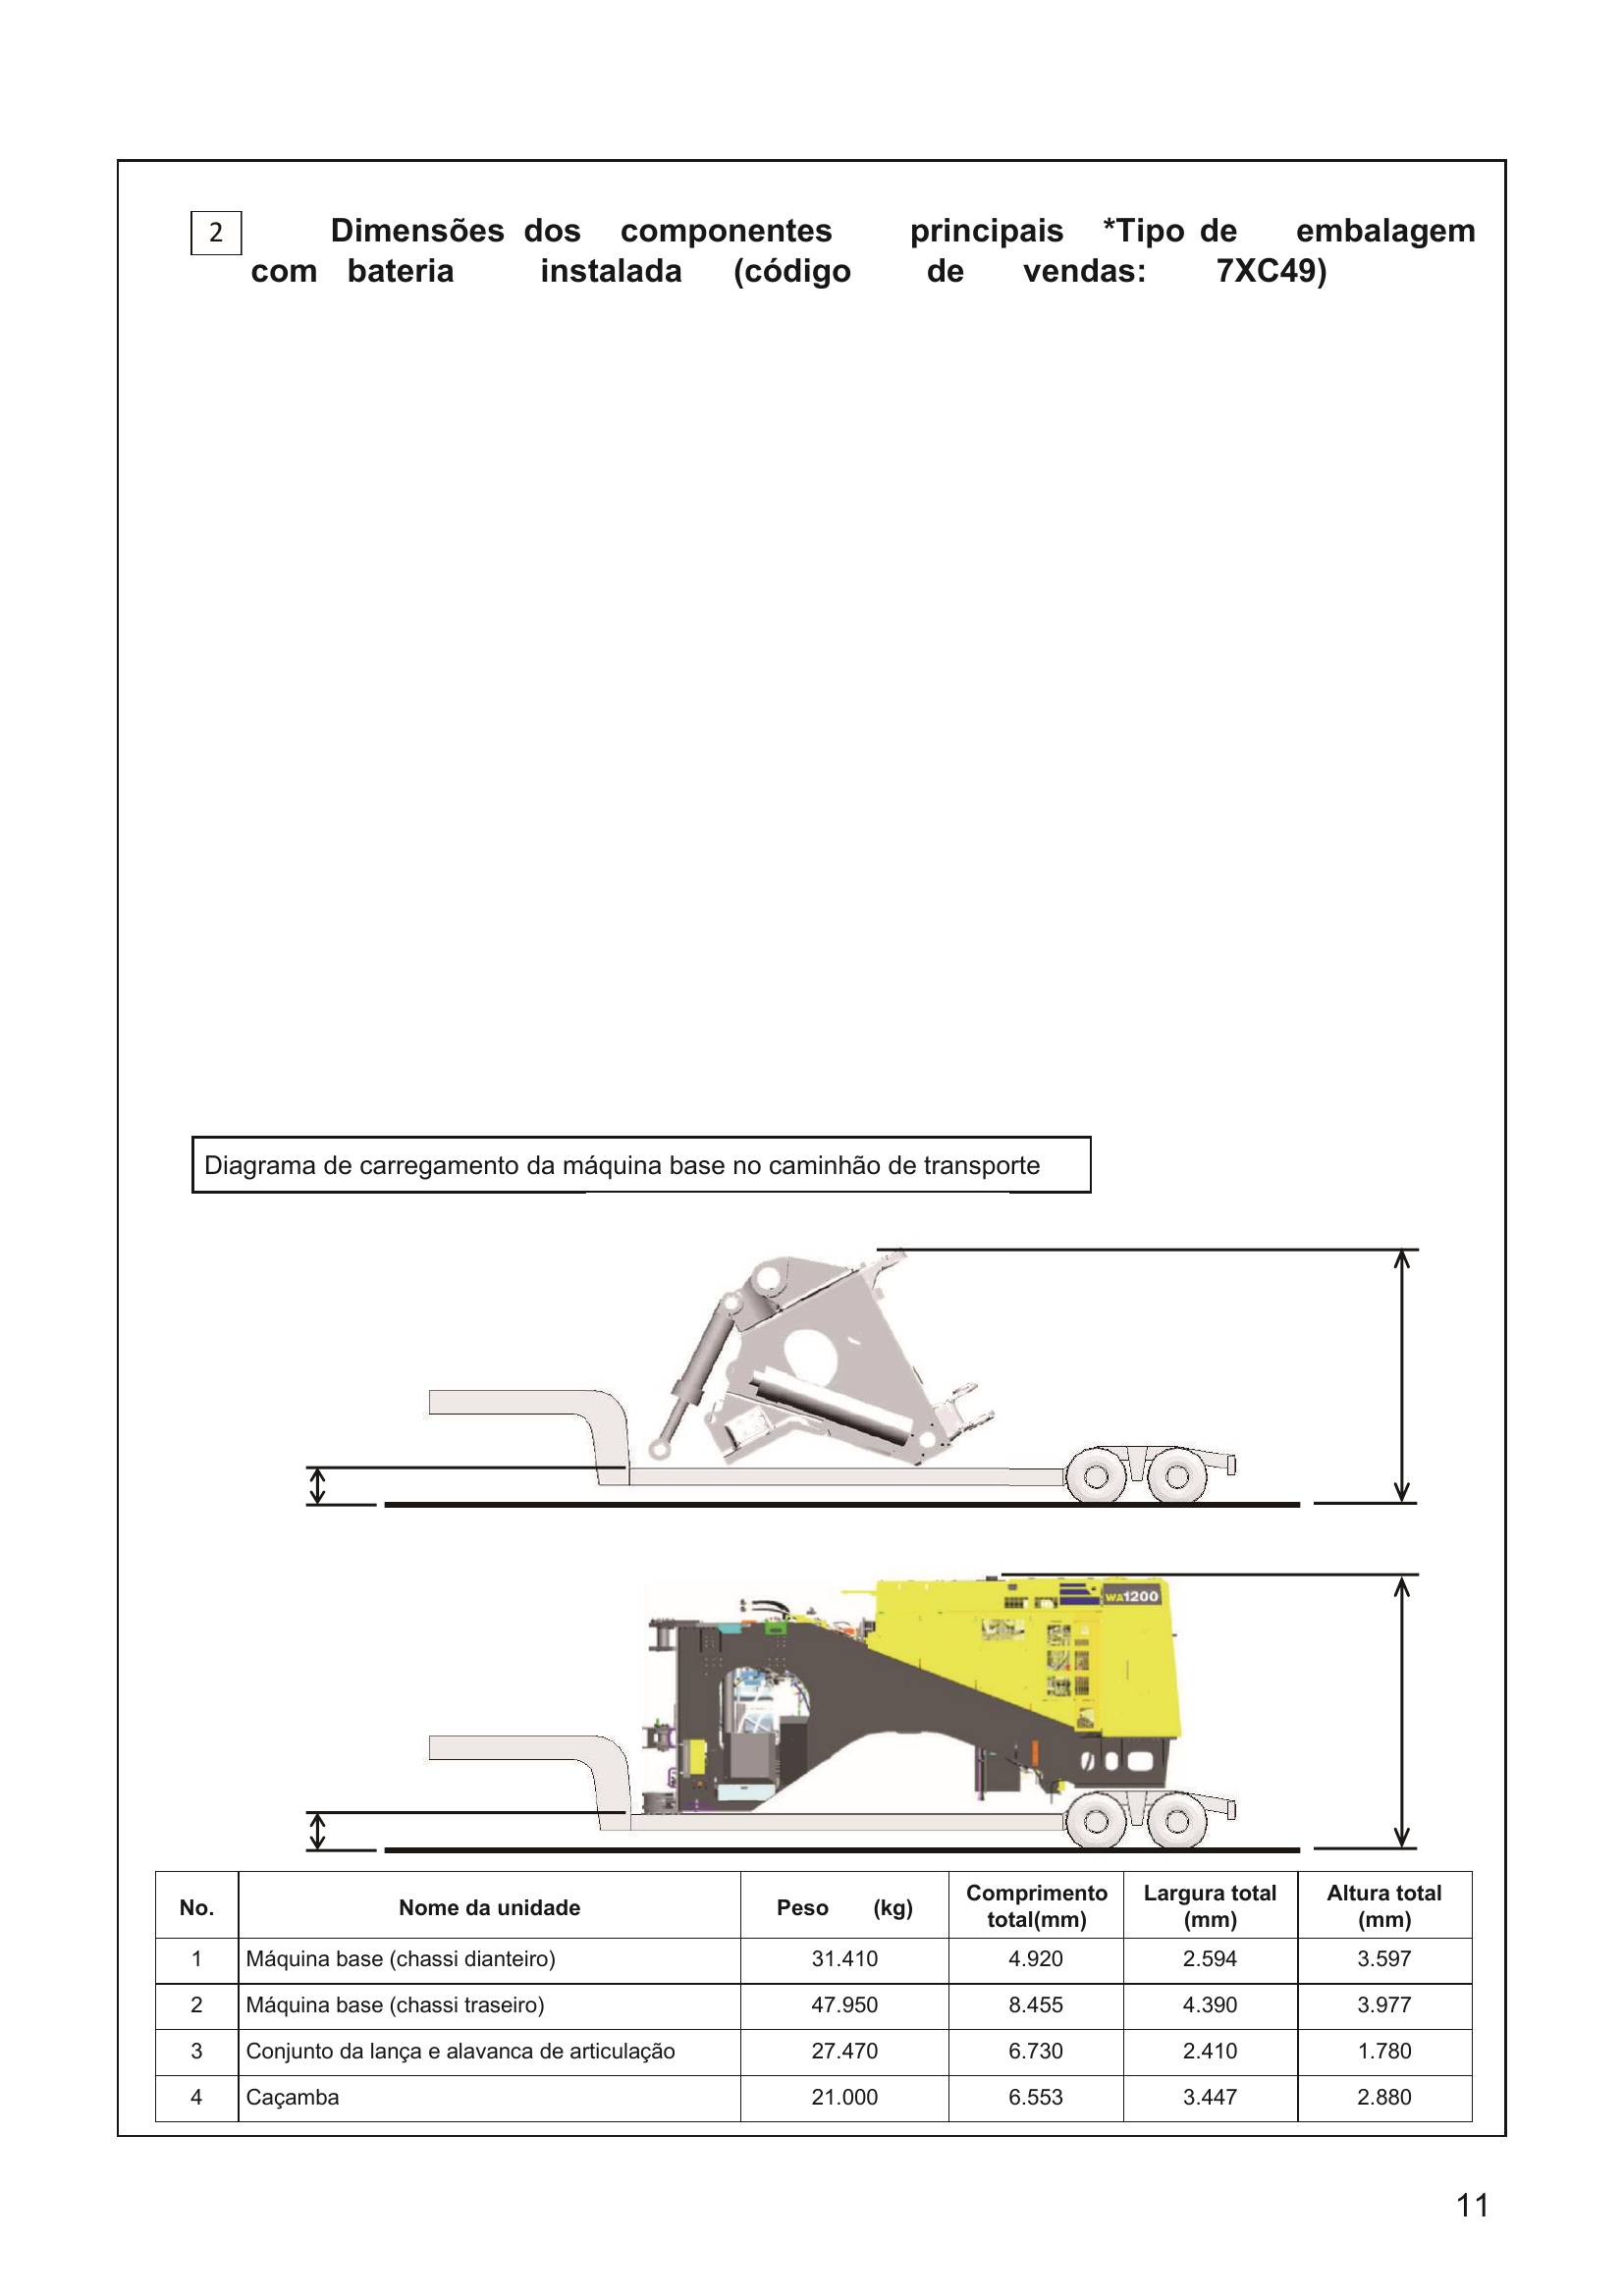 2 Dimensões dos componentes principais *Tipo de embalagem
com bateria instalada (código de vendas: 7XC49)
Diagrama de carregamento da máquina base no caminhão de transporte
WA1200
No. Nome da unidade Peso (kg) Comprimento total(mm) Largura total (mm) Altura total (mm)
1 Máquina base (chassi dianteiro) 31.410 4.920 2.594 3.597
2 Máquina base (chassi traseiro) 47.950 8.455 4.390 3.977
3 Conjunto da lança e alavanca de articulação 27.470 6.730 2.410 1.780
4 Caçamba 21.000 6.553 3.447 2.880
11